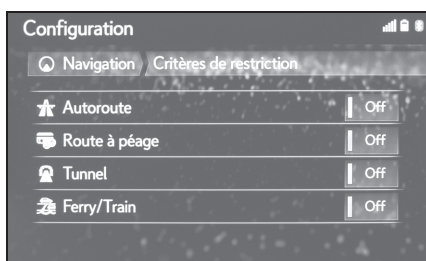 Configuration
Navigation Critères de restriction
Autoroute Off
Route à péage Off
Tunnel Off
Ferry/Train Off